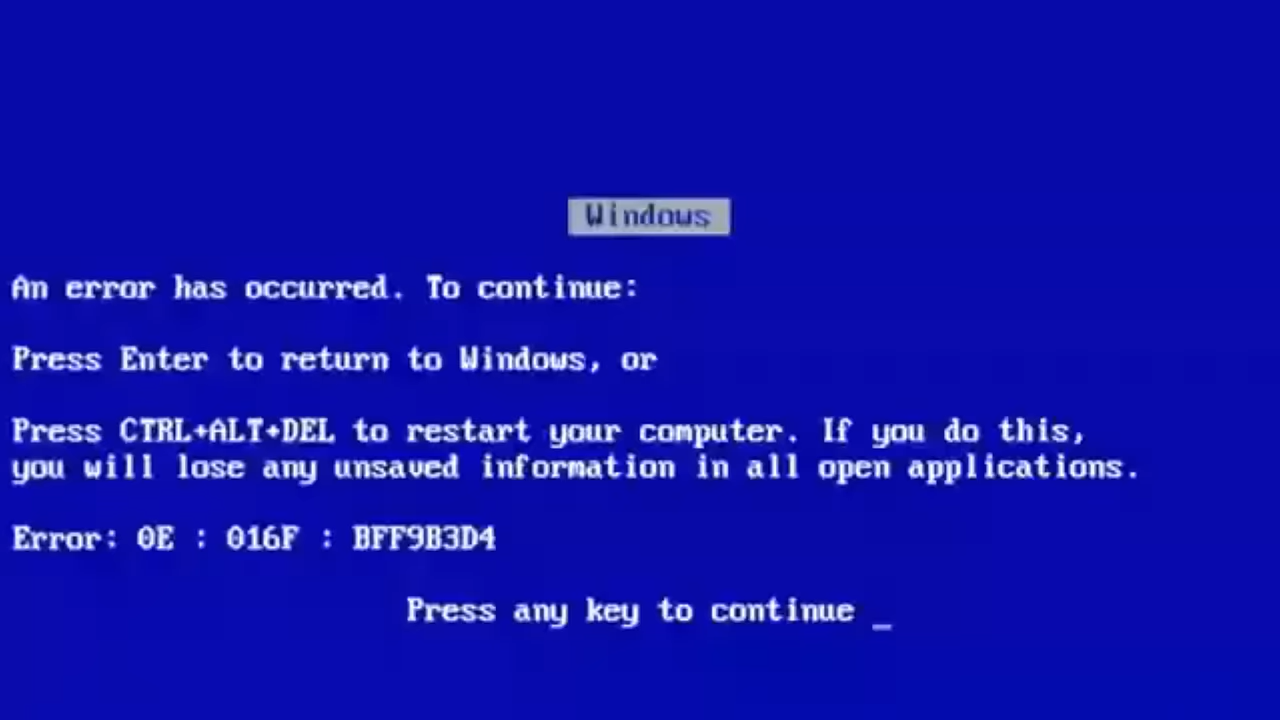 Windows
An error has occurred. To continue:
Press Enter to return to Windows, or
Press CTRL+ALT+DEL to restart your computer. If you do this,
you will lose any unsaved information in all open applications.
Error: 0E : 016F : BFF9B3D4
Press any key to continue _